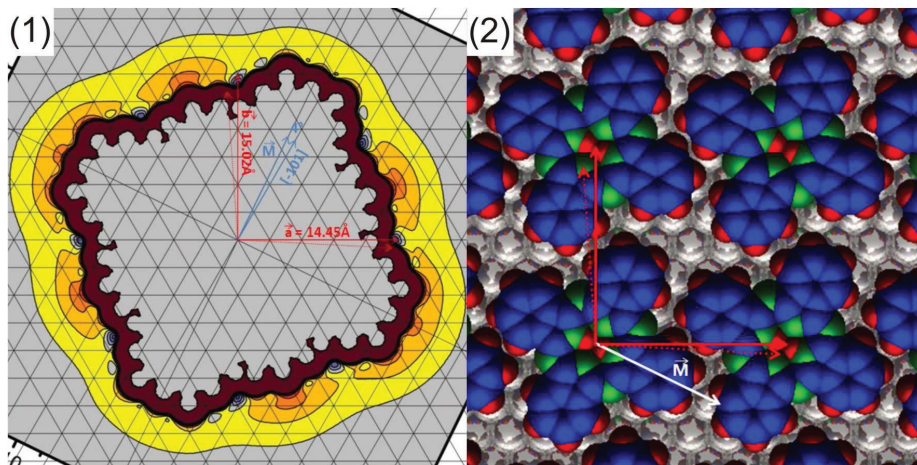 (1)
(2)
b⃗ = 15.02Å
M⃗
[-101]
a⃗ = 14.45Å
M⃗